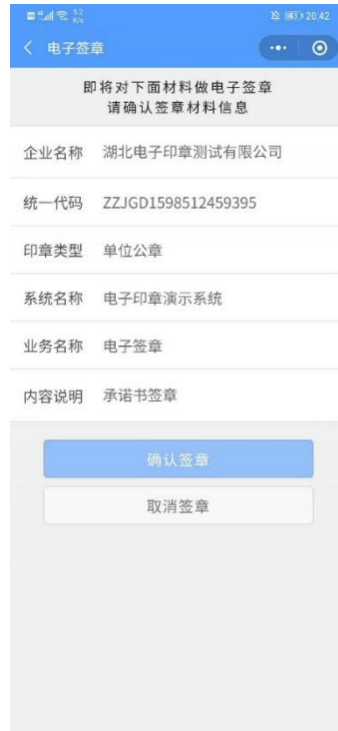 5.2
K/s
20:42
电子签章
即将对下面材料做电子签章
请确认签章材料信息
企业名称 湖北电子印章测试有限公司
统一代码 ZZJGD1598512459395
印章类型 单位公章
系统名称 电子印章演示系统
业务名称 电子签章
内容说明 承诺书签章
确认签章
取消签章